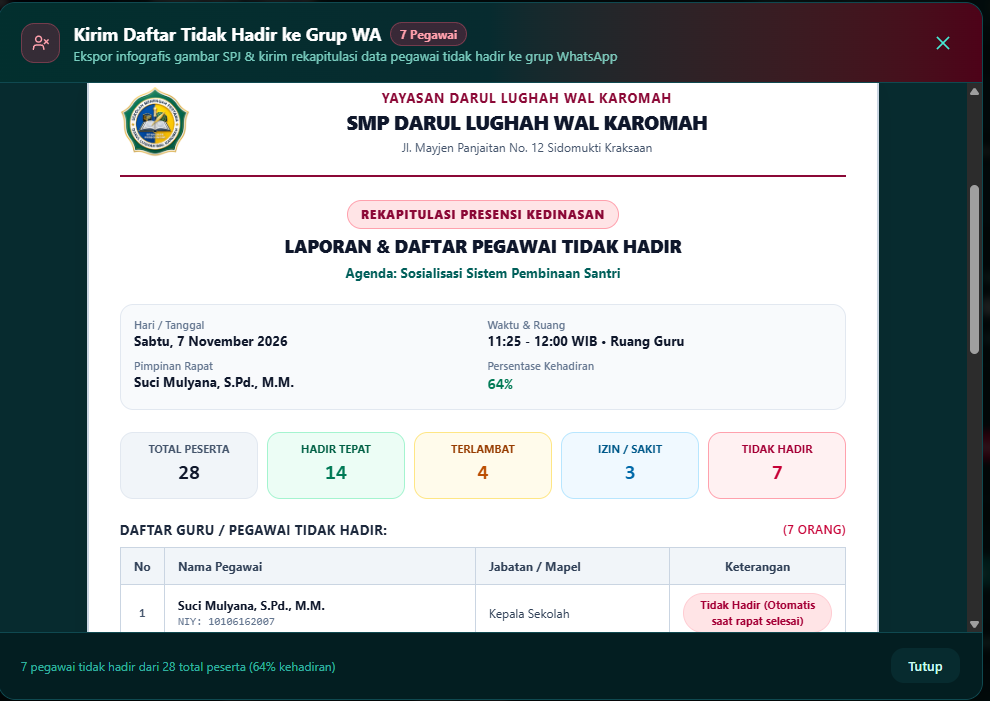 Kirim Daftar Tidak Hadir ke Grup WA
7 Pegawai
Ekspor infografis gambar SPJ & kirim rekapitulasi data pegawai tidak hadir ke grup WhatsApp
YAYASAN DARUL LUGHAH WAL KAROMAH
SMP DARUL LUGHAH WAL KAROMAH
Jl. Mayjen Panjaitan No. 12 Sidomukti Kraksaan
REKAPITULASI PRESENSI KEDINASAN
LAPORAN & DAFTAR PEGAWAI TIDAK HADIR
Agenda: Sosialisasi Sistem Pembinaan Santri
Hari / Tanggal
Sabtu, 7 November 2026
Waktu & Ruang
11:25 - 12:00 WIB • Ruang Guru
Pimpinan Rapat
Suci Mulyana, S.Pd., M.M.
Persentase Kehadiran
64%
TOTAL PESERTA
28
HADIR TEPAT
14
TERLAMBAT
4
IZIN / SAKIT
3
TIDAK HADIR
7
DAFTAR GURU / PEGAWAI TIDAK HADIR:
(7 ORANG)
No
Nama Pegawai
Jabatan / Mapel
Keterangan
1
Suci Mulyana, S.Pd., M.M.
NIY: 10106162007
Kepala Sekolah
Tidak Hadir (Otomatis
saat rapat selesai)
7 pegawai tidak hadir dari 28 total peserta (64% kehadiran)
Tutup